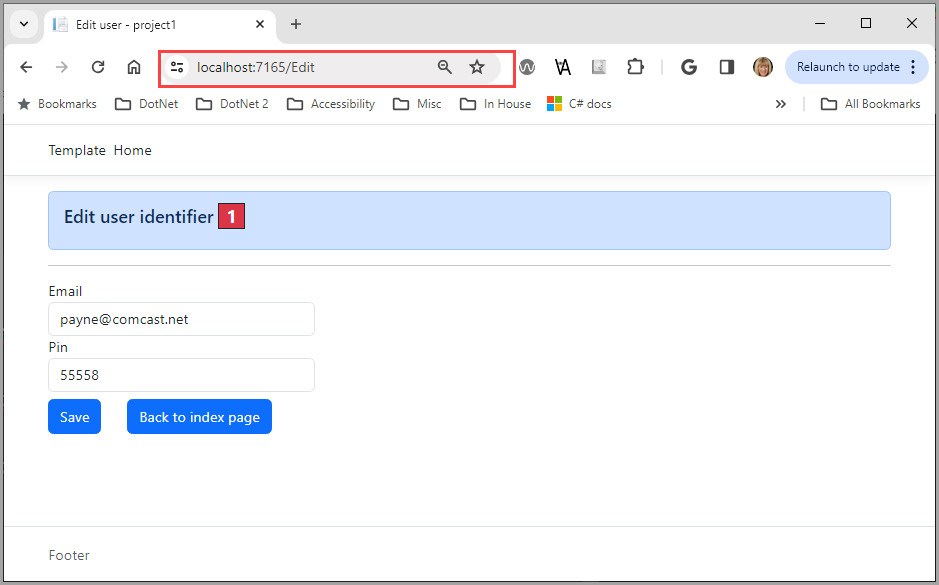 Edit user - project1
localhost:7165/Edit
Relaunch to update
Bookmarks DotNet DotNet 2 Accessibility Misc In House C# docs » All Bookmarks
Template Home
Edit user identifier 1
Email
payne@comcast.net
Pin
55558
Save Back to index page
Footer